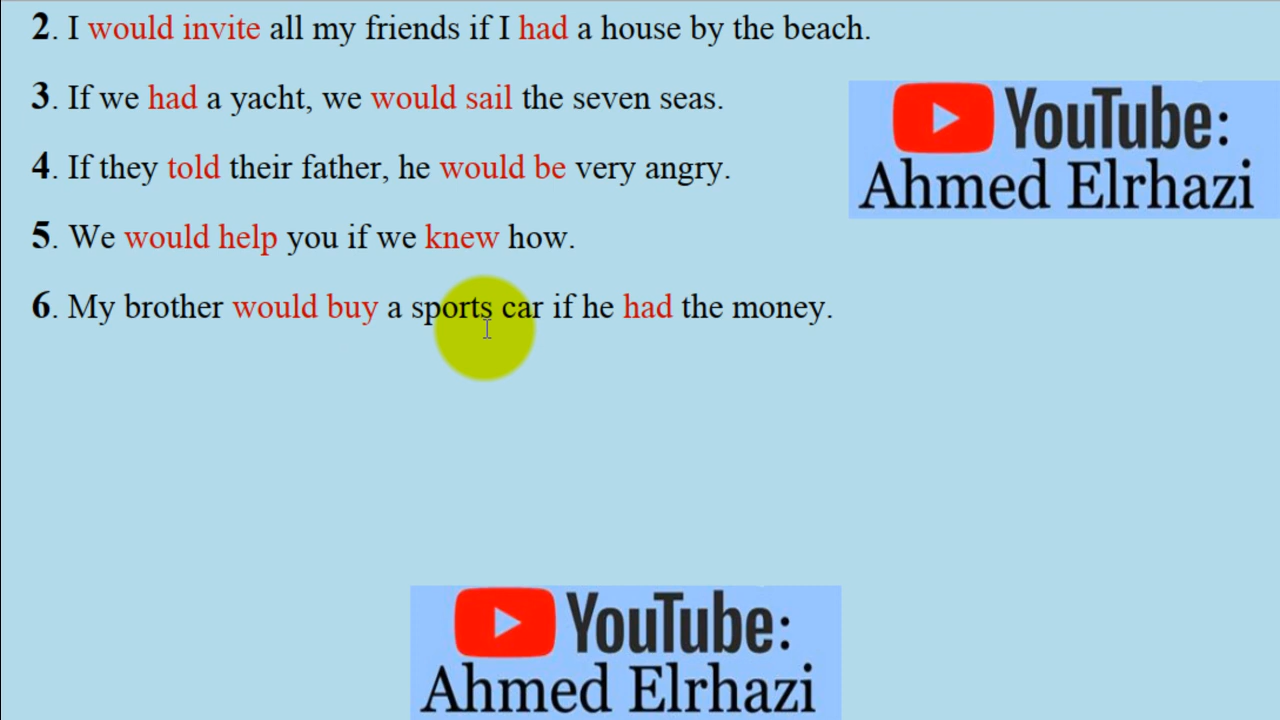 2. I would invite all my friends if I had a house by the beach.
3. If we had a yacht, we would sail the seven seas.
YouTube:
Ahmed Elrhazi
4. If they told their father, he would be very angry.
5. We would help you if we knew how.
6. My brother would buy a sports car if he had the money.
YouTube:
Ahmed Elrhazi